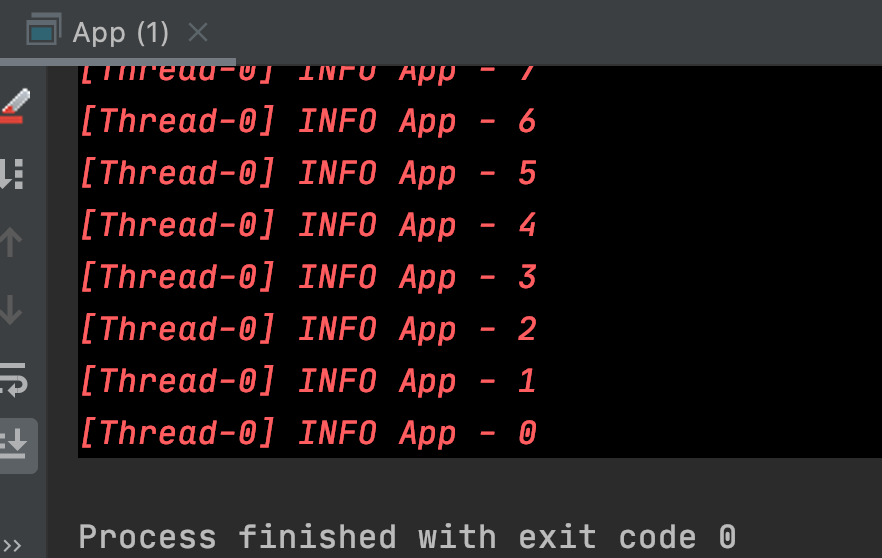 App (1)
[Thread-0] INFO App - 7
[Thread-0] INFO App - 6
[Thread-0] INFO App - 5
[Thread-0] INFO App - 4
[Thread-0] INFO App - 3
[Thread-0] INFO App - 2
[Thread-0] INFO App - 1
[Thread-0] INFO App - 0
Process finished with exit code 0